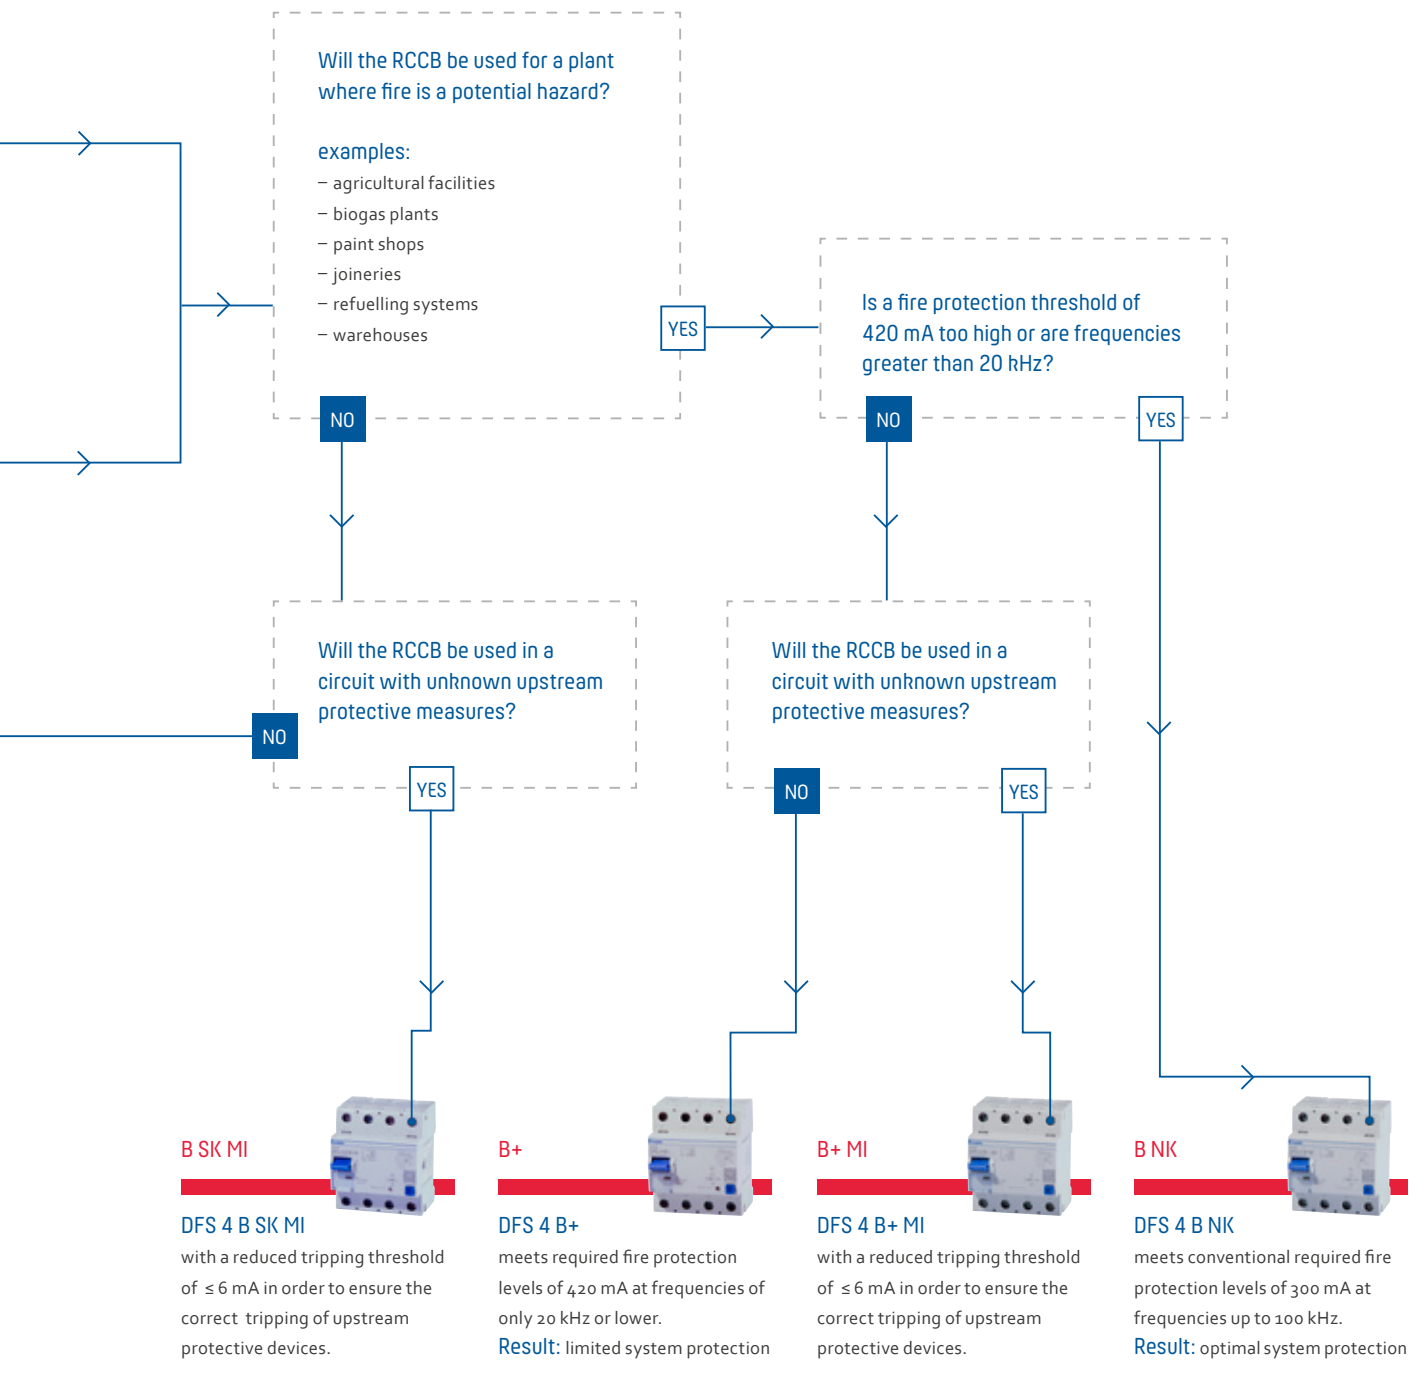 Will the RCCB be used for a plant
where fire is a potential hazard?
examples:
– agricultural facilities
– biogas plants
– paint shops
– joineries
– refuelling systems
– warehouses
YES
NO
Is a fire protection threshold of
420 mA too high or are frequencies
greater than 20 kHz?
NO
YES
Will the RCCB be used in a
circuit with unknown upstream
protective measures?
NO
YES
Will the RCCB be used in a
circuit with unknown upstream
protective measures?
NO
YES
B SK MI
DFS 4 B SK MI
with a reduced tripping threshold
of ≤ 6 mA in order to ensure the
correct tripping of upstream
protective devices.
B+
DFS 4 B+
meets required fire protection
levels of 420 mA at frequencies of
only 20 kHz or lower.
Result: limited system protection
B+ MI
DFS 4 B+ MI
with a reduced tripping threshold
of ≤ 6 mA in order to ensure the
correct tripping of upstream
protective devices.
B NK
DFS 4 B NK
meets conventional required fire
protection levels of 300 mA at
frequencies up to 100 kHz.
Result: optimal system protection